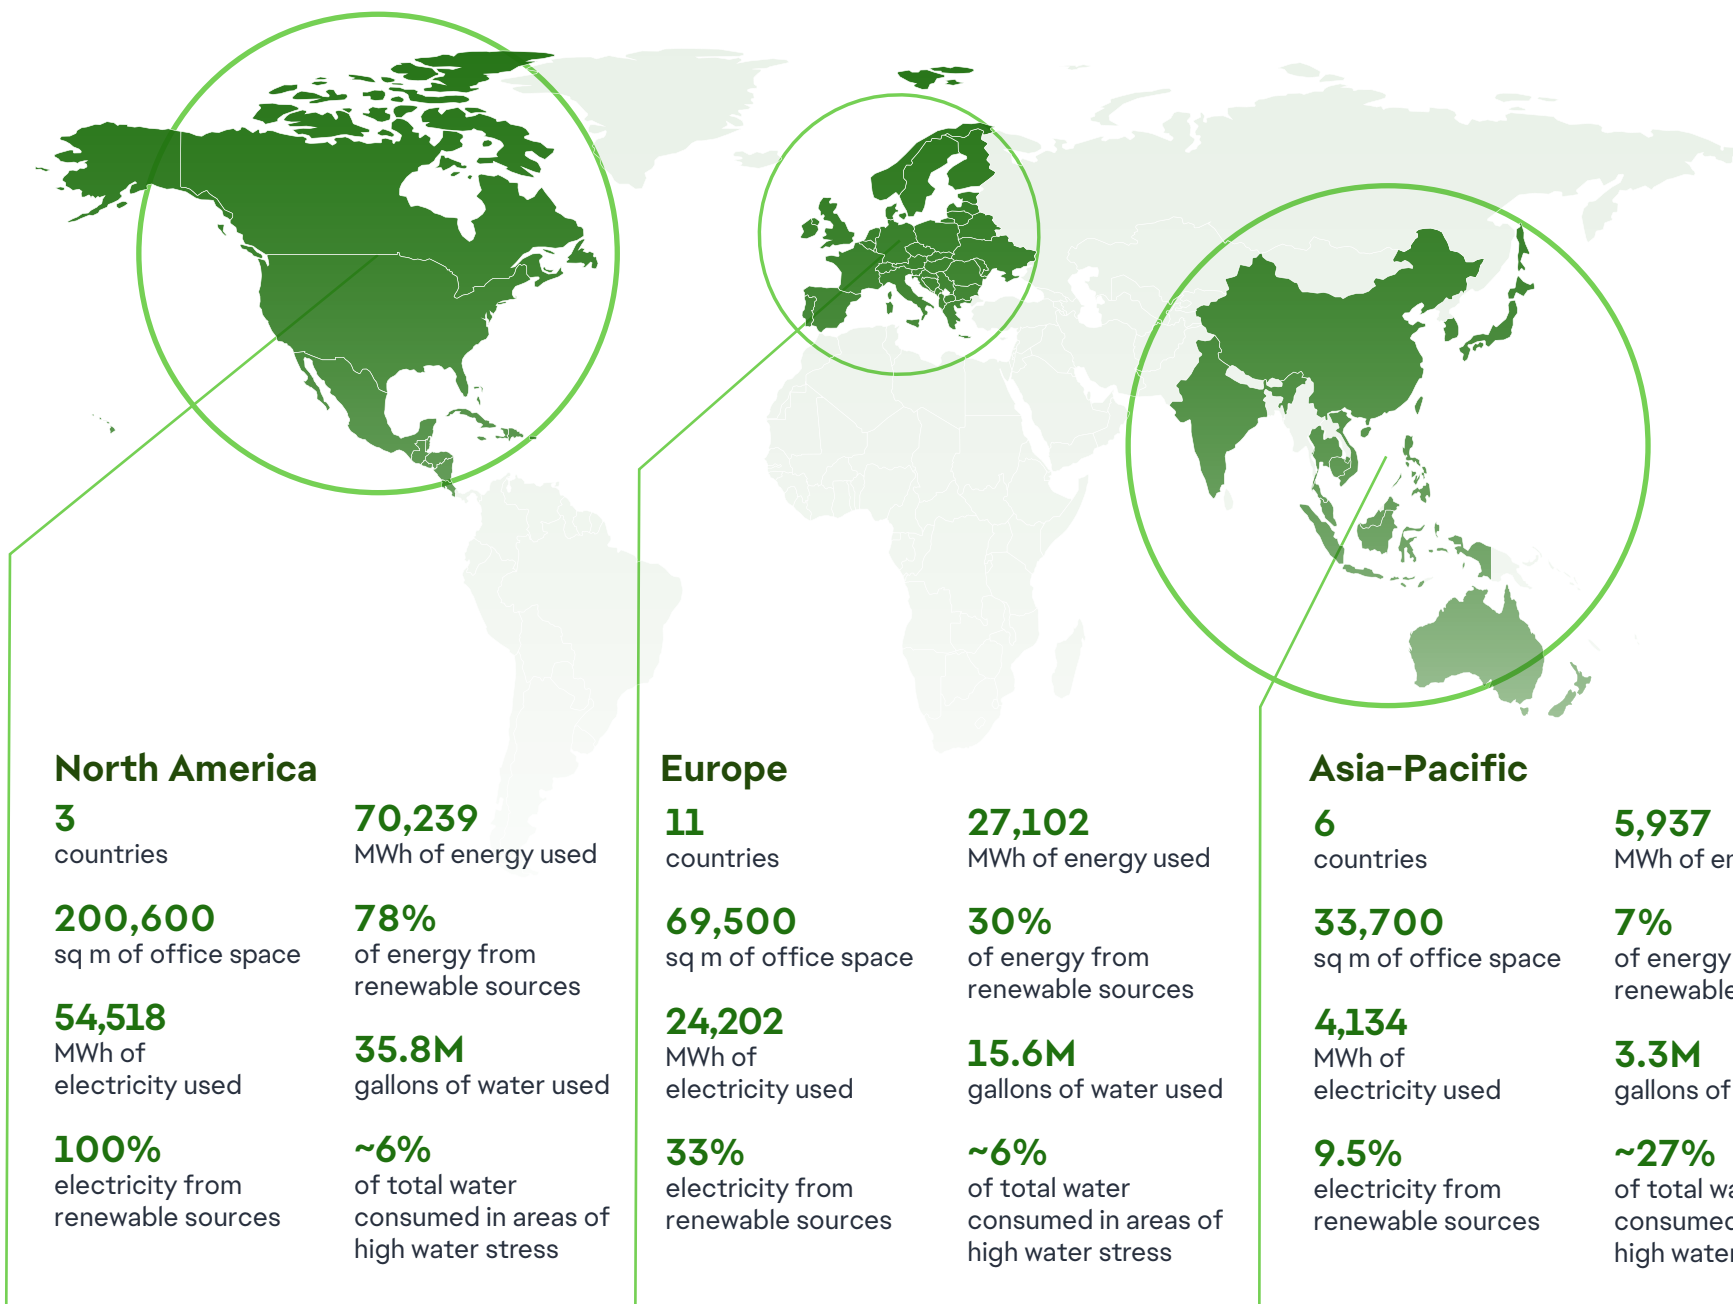 North America
3
countries
200,600
sq m of office space
54,518
MWh of
electricity used
100%
electricity from
renewable sources
70,239
MWh of energy used
78%
of energy from
renewable sources
35.8M
gallons of water used
~6%
of total water
consumed in areas of
high water stress
Europe
11
countries
69,500
sq m of office space
24,202
MWh of
electricity used
33%
electricity from
renewable sources
27,102
MWh of energy used
30%
of energy from
renewable sources
15.6M
gallons of water used
~6%
of total water
consumed in areas of
high water stress
Asia-Pacific
6
countries
33,700
sq m of office space
4,134
MWh of
electricity used
9.5%
electricity from
renewable sources
5,937
MWh of
7%
of energy
3.3M
gallons of
~27%
of total
high